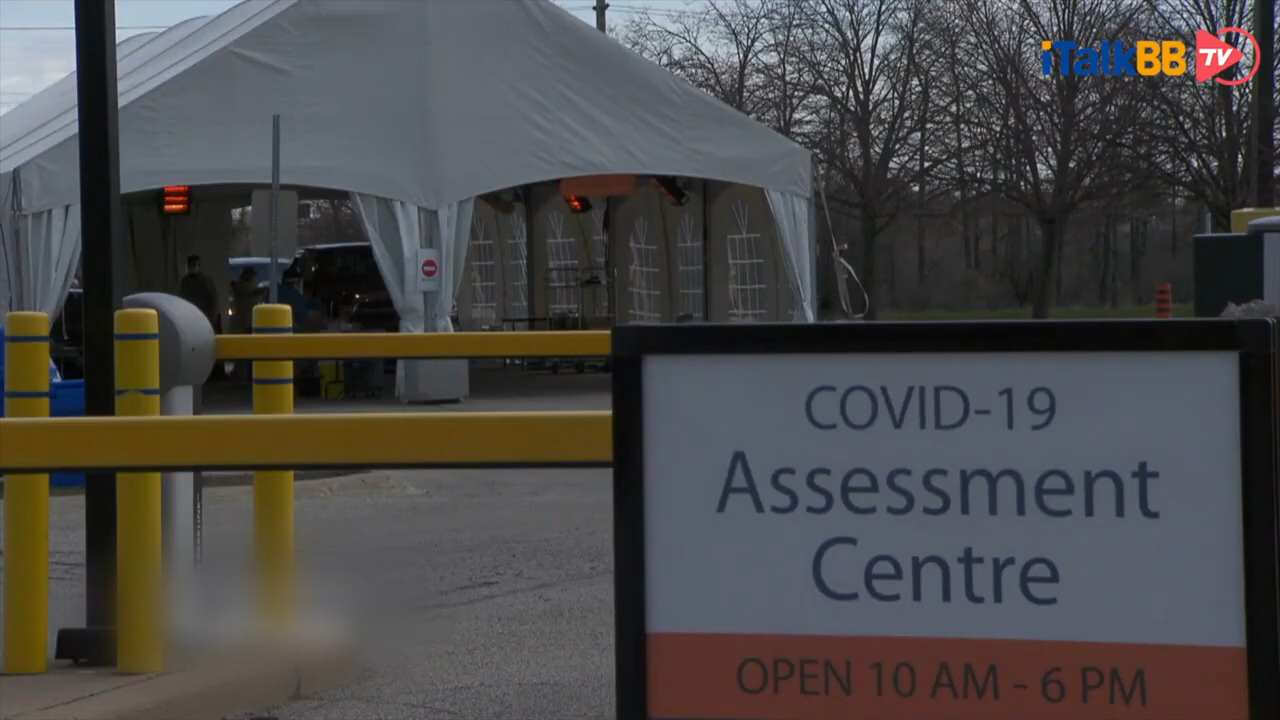 iTalkBB TV
COVID-19
Assessment
Centre
OPEN 10 AM - 6 PM